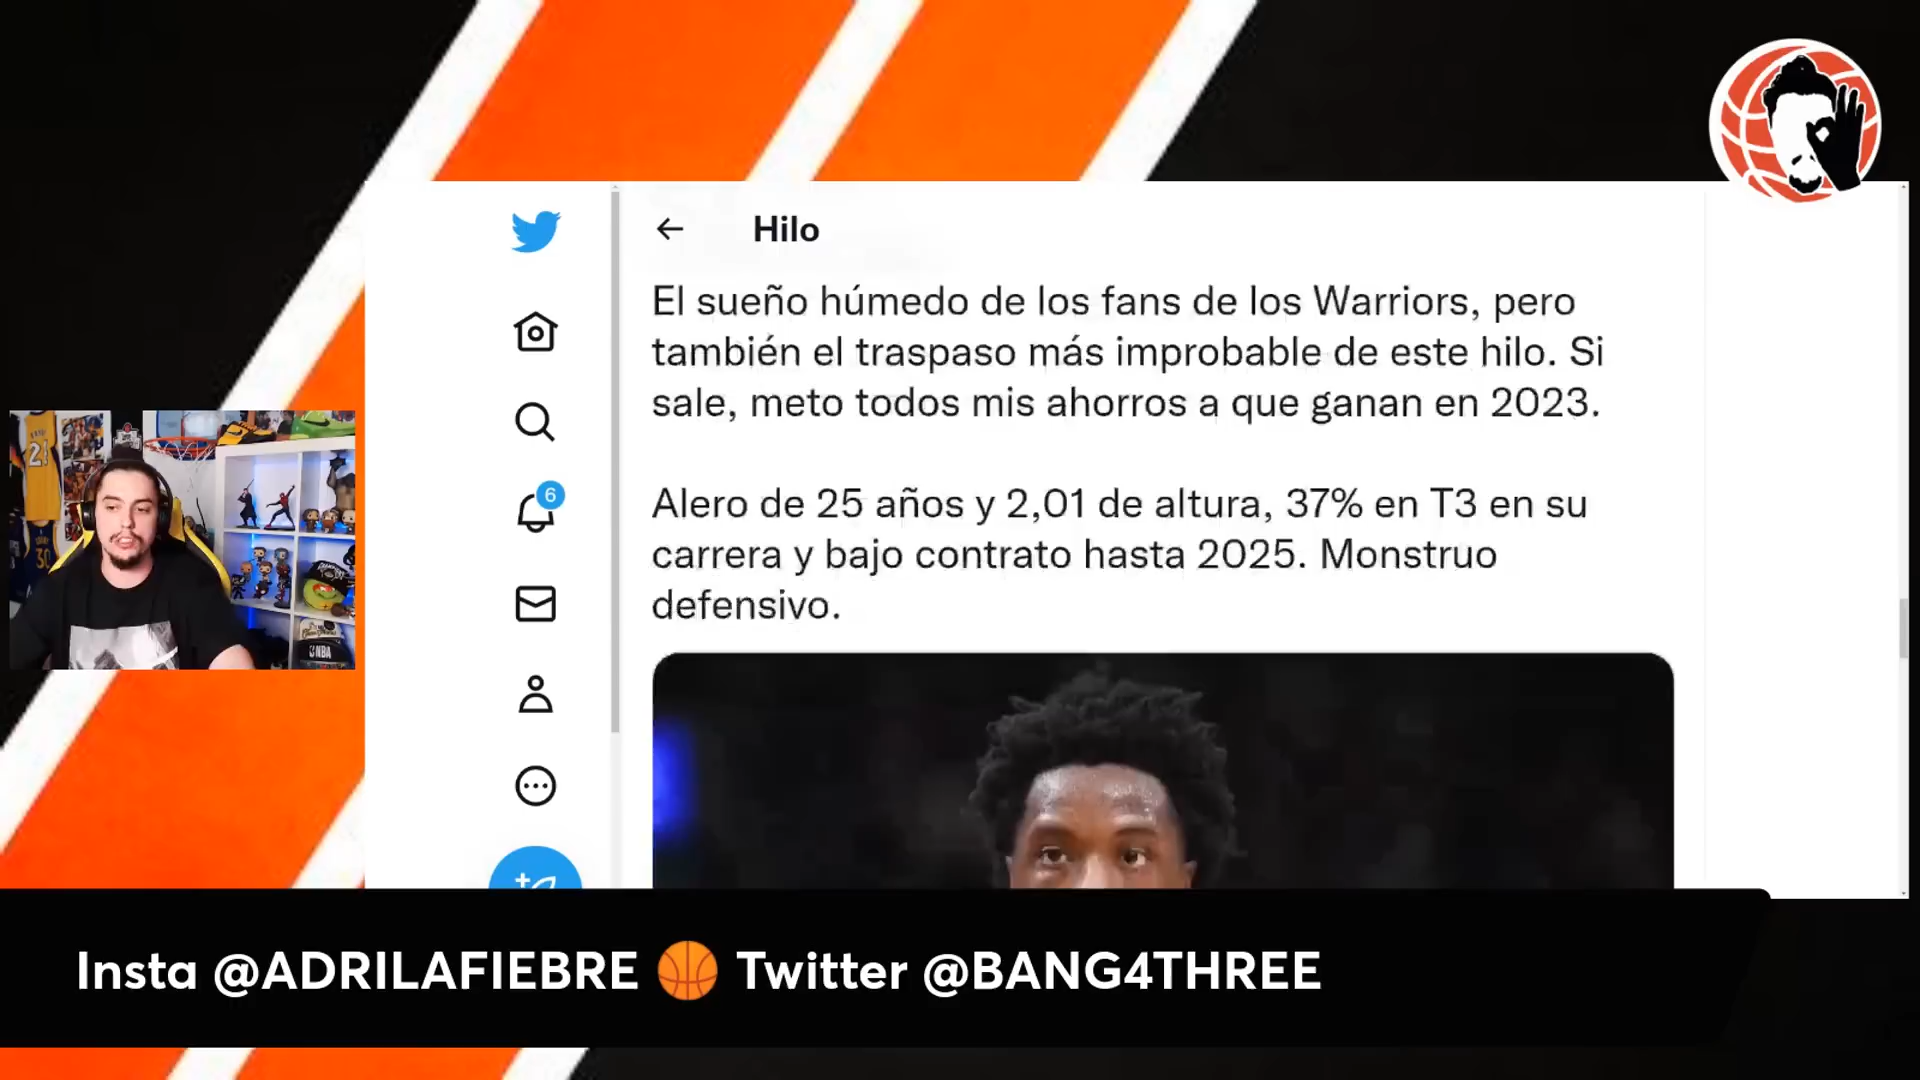 Hilo
El sueño húmedo de los fans de los Warriors, pero
también el traspaso más improbable de este hilo. Si
sale, meto todos mis ahorros a que ganan en 2023.
Alero de 25 años y 2,01 de altura, 37% en T3 en su
carrera y bajo contrato hasta 2025. Monstruo
defensivo.
6
NBA
Insta @ADRILAFIEBRE Twitter @BANG4THREE